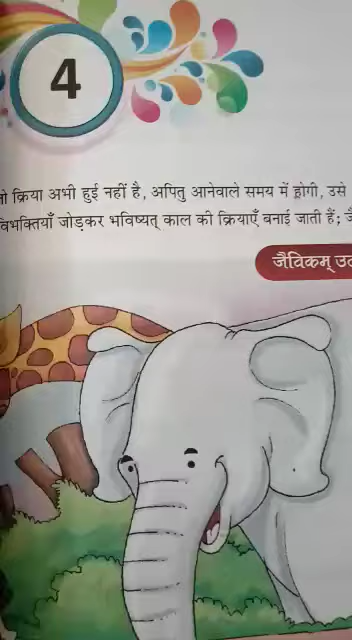 4
क्रिया अभी हुई नहीं है, अपितु आनेवाले समय में होगी, उसे
विभक्तियाँ जोड़कर भविष्यत् काल की क्रियाएँ बनाई जाती हैं;
जैविकम्